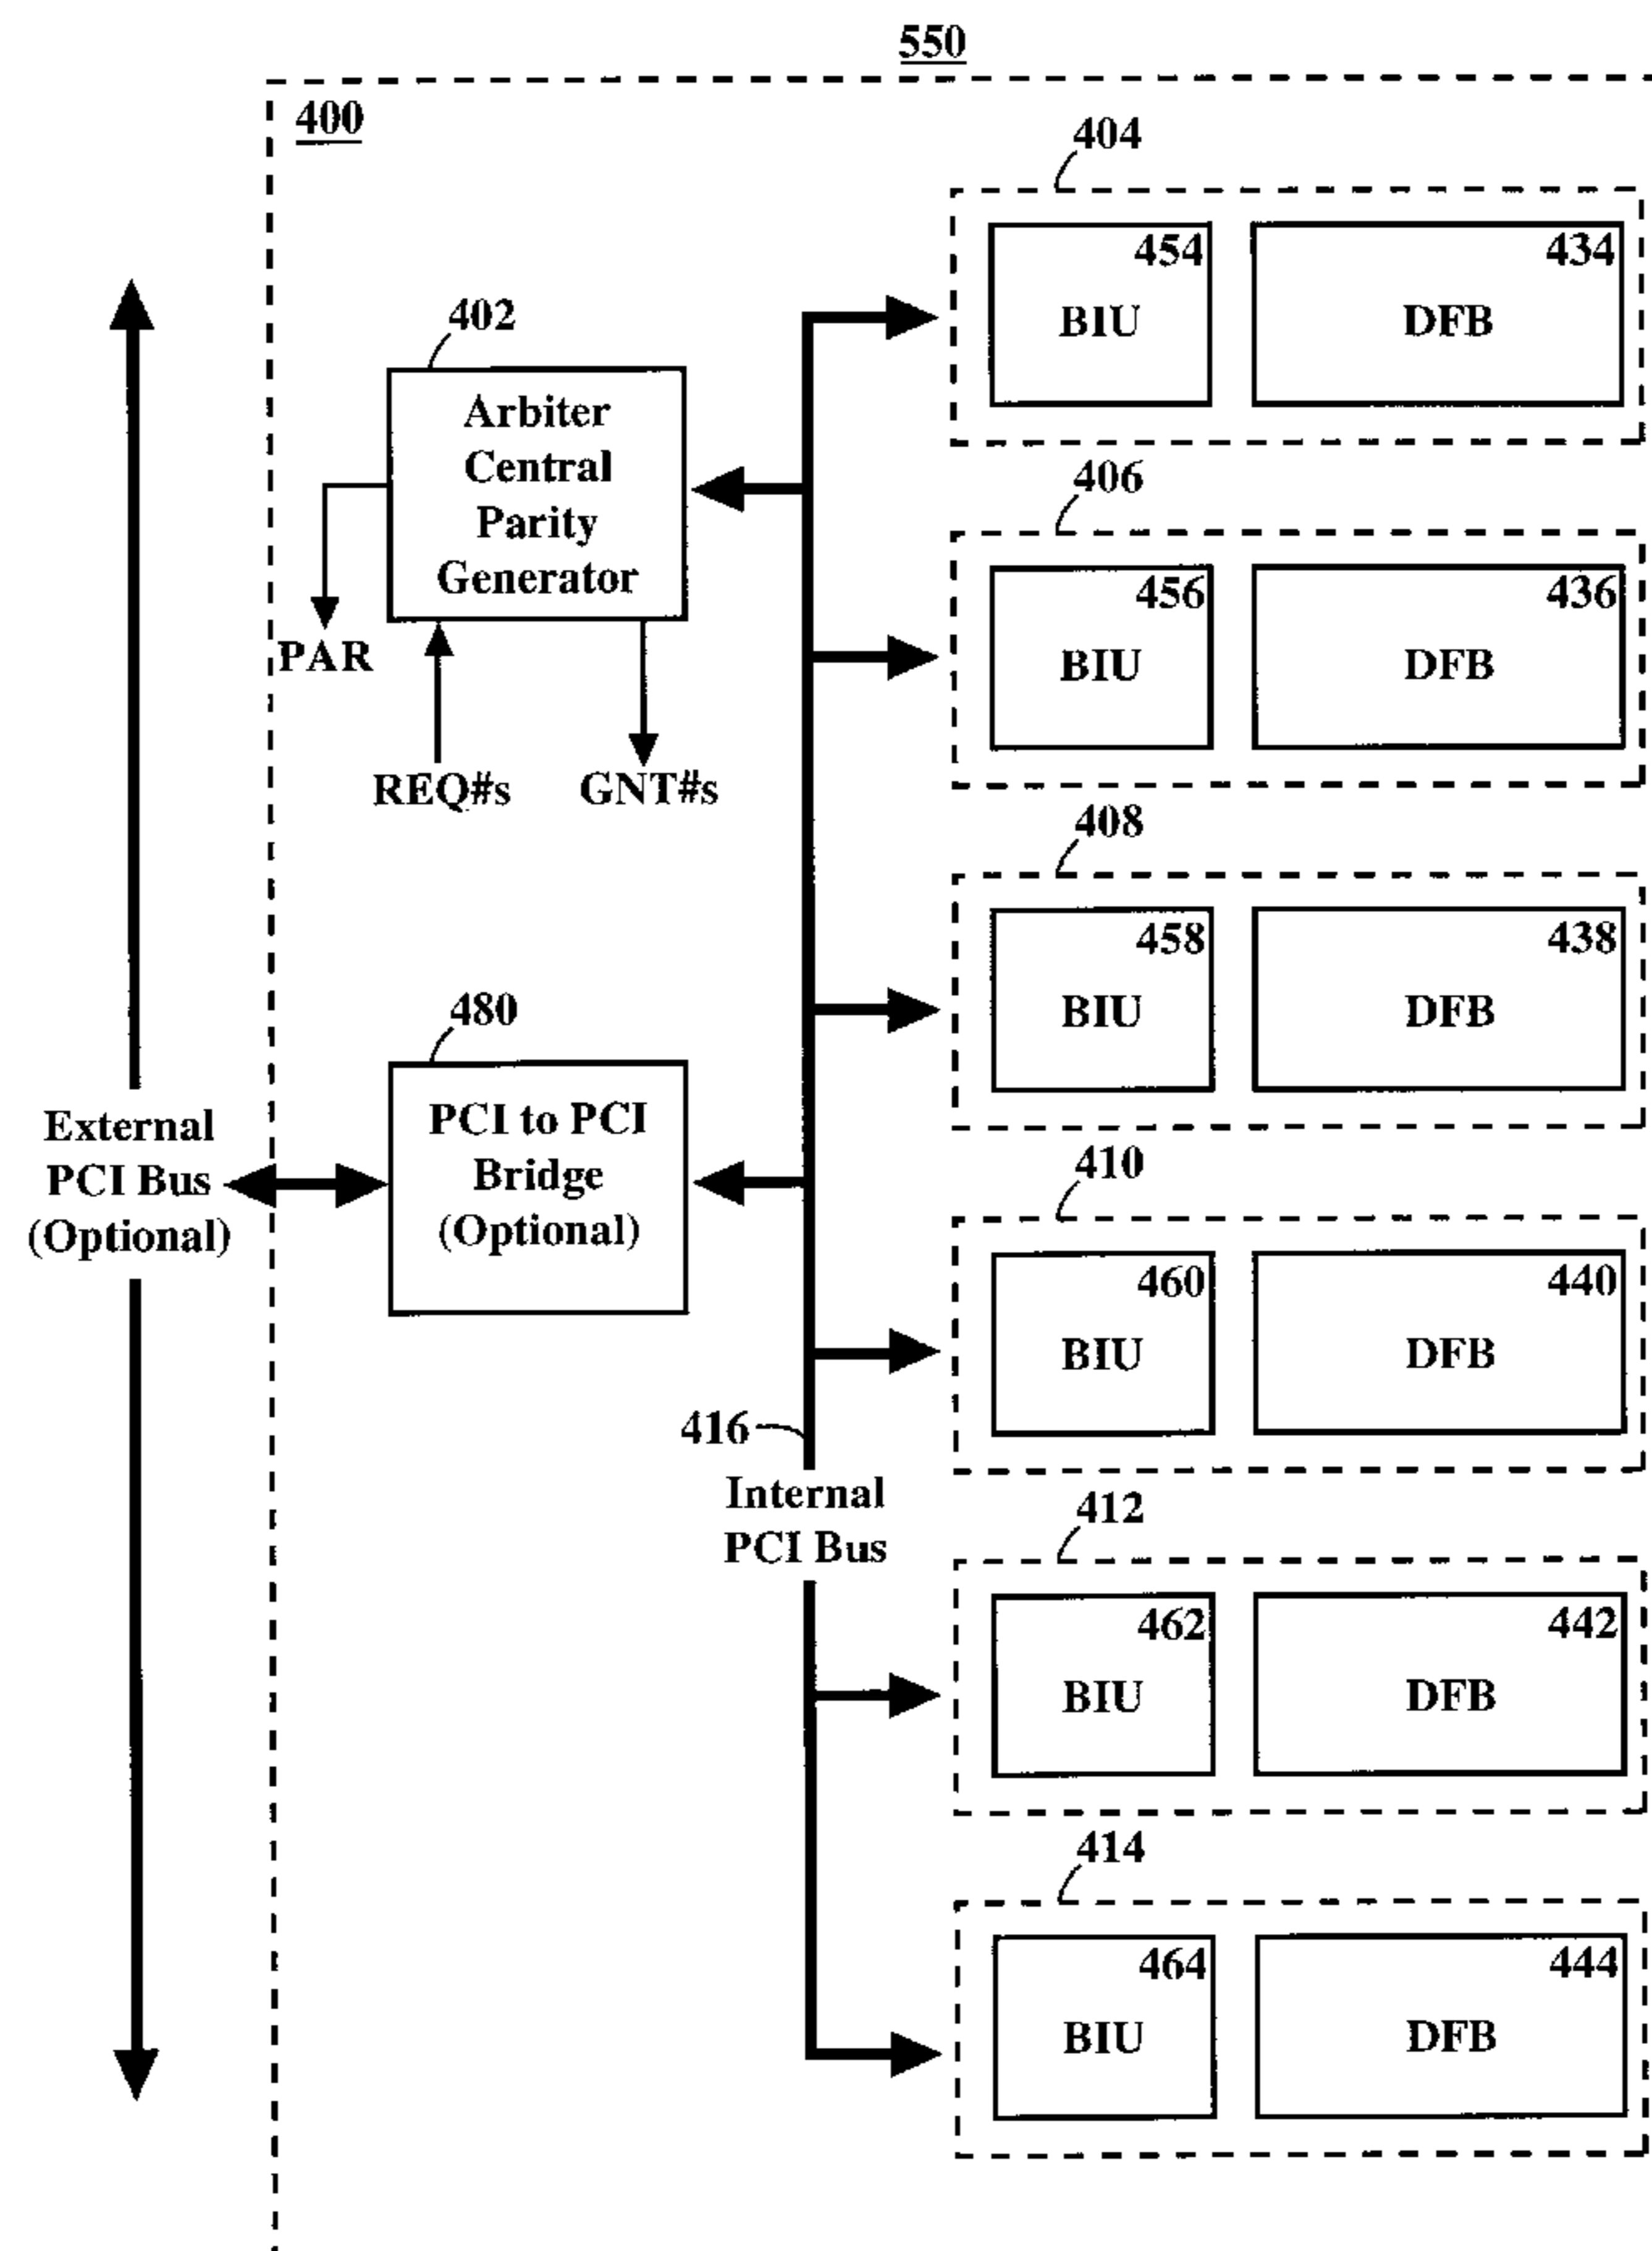 550
400
404
454
434
BIU
DFB
402
Arbiter
Central
Parity
Generator
PAR
REQ#s
GNT#s
406
456
436
BIU
DFB
408
458
438
BIU
DFB
480
PCI to PCI
Bridge
(Optional)
External
PCI Bus
(Optional)
410
460
440
BIU
DFB
416
Internal
PCI Bus
412
462
442
BIU
DFB
414
464
444
BIU
DFB